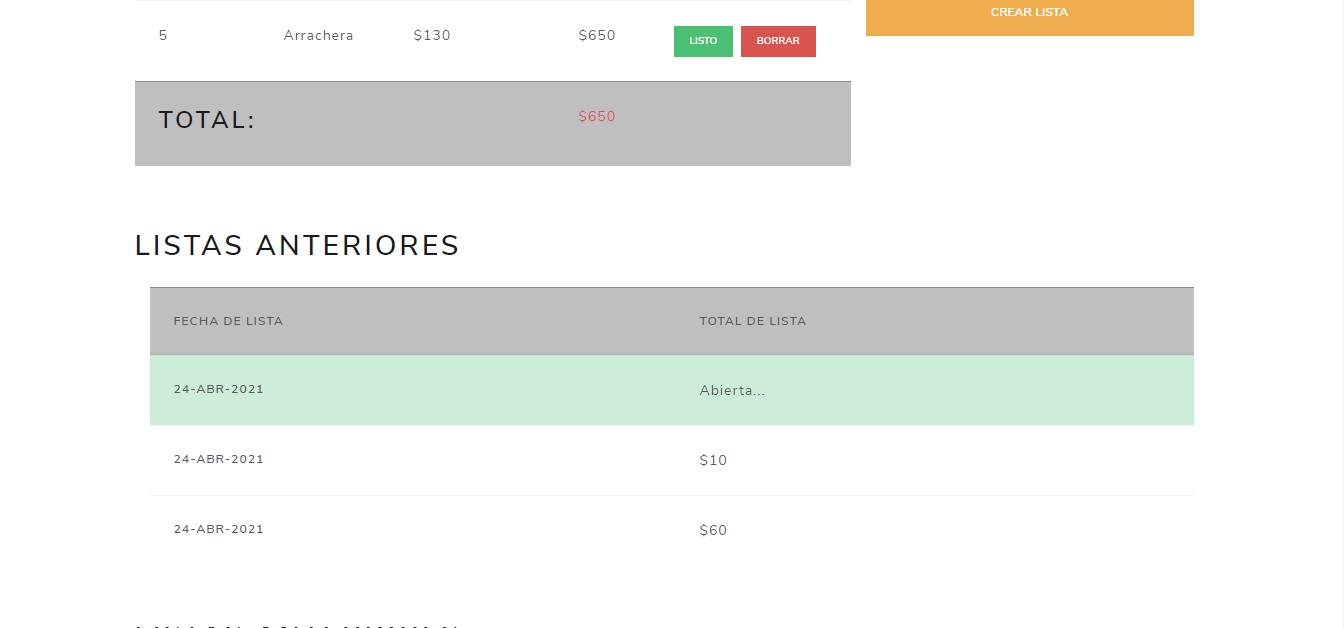 CREAR LISTA
5 Arrachera $130 $650 LISTO BORRAR
TOTAL: $650
LISTAS ANTERIORES
FECHA DE LISTA TOTAL DE LISTA
24-ABR-2021 Abierta...
24-ABR-2021 $10
24-ABR-2021 $60